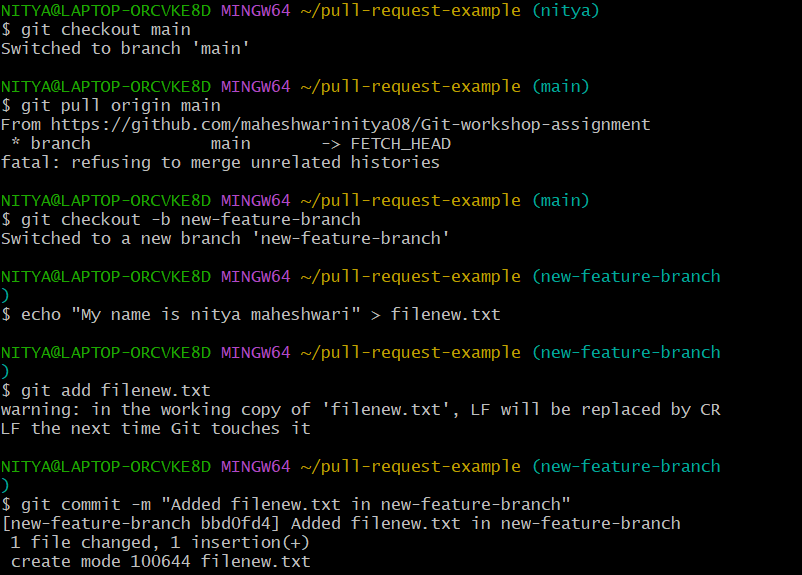 NITYA@LAPTOP-ORCVKE8D MINGW64 ~/pull-request-example (nitya)
$ git checkout main
Switched to branch 'main'
NITYA@LAPTOP-ORCVKE8D MINGW64 ~/pull-request-example (main)
$ git pull origin main
From https://github.com/maheshwarinitya08/Git-workshop-assignment
 * branch            main       -> FETCH_HEAD
fatal: refusing to merge unrelated histories
NITYA@LAPTOP-ORCVKE8D MINGW64 ~/pull-request-example (main)
$ git checkout -b new-feature-branch
Switched to a new branch 'new-feature-branch'
NITYA@LAPTOP-ORCVKE8D MINGW64 ~/pull-request-example (new-feature-branch
)
$ echo "My name is nitya maheshwari" > filenew.txt
NITYA@LAPTOP-ORCVKE8D MINGW64 ~/pull-request-example (new-feature-branch
)
$ git add filenew.txt
warning: in the working copy of 'filenew.txt', LF will be replaced by CR
LF the next time Git touches it
NITYA@LAPTOP-ORCVKE8D MINGW64 ~/pull-request-example (new-feature-branch
)
$ git commit -m "Added filenew.txt in new-feature-branch"
[new-feature-branch bbd0fd4] Added filenew.txt in new-feature-branch
 1 file changed, 1 insertion(+)
 create mode 100644 filenew.txt